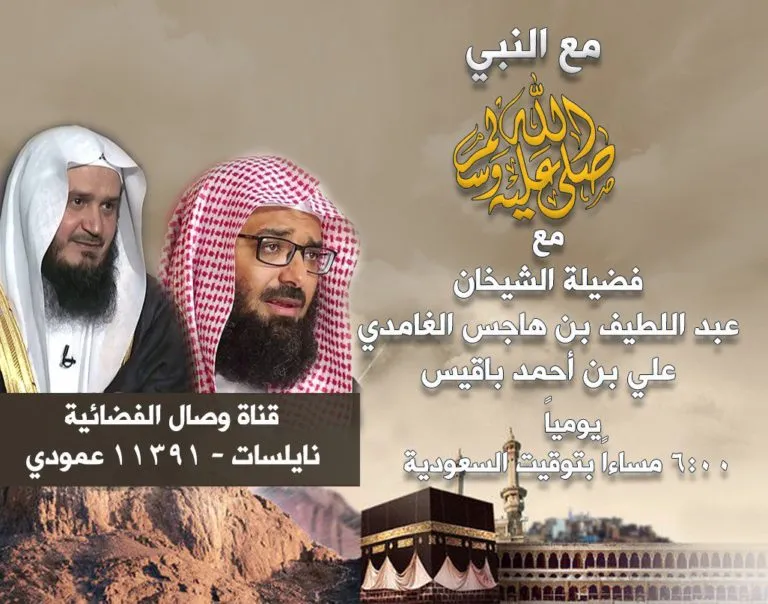 مع النبي
صلى الله عليه وسلم
مع
فضيلة الشيخان
عبد اللطيف بن هاجس الغامدي
علي بن أحمد باقيس
يومياً
٦:٠٠ مساءاً بتوقيت السعودية
قناة وصال الفضائية
نايلسات - ١١٣٩١ عمودي